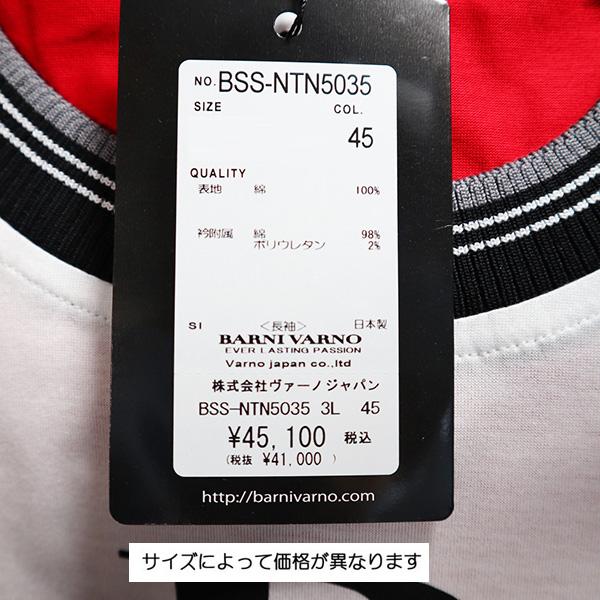 NO. BSS-NTN5035
SIZE COL.
45
QUALITY
表地 綿 100%
衿附属 綿 98%
ポリウレタン 2%
SI <長袖> 日本製
BARNI VARNO
EVER LASTING PASSION
Varno japan co.,ltd
株式会社ヴァーノジャパン
BSS-NTN5035 3L 45
¥45,100 税込
(税抜 ¥41,000 )
http://barnivarno.com
サイズによって価格が異なります